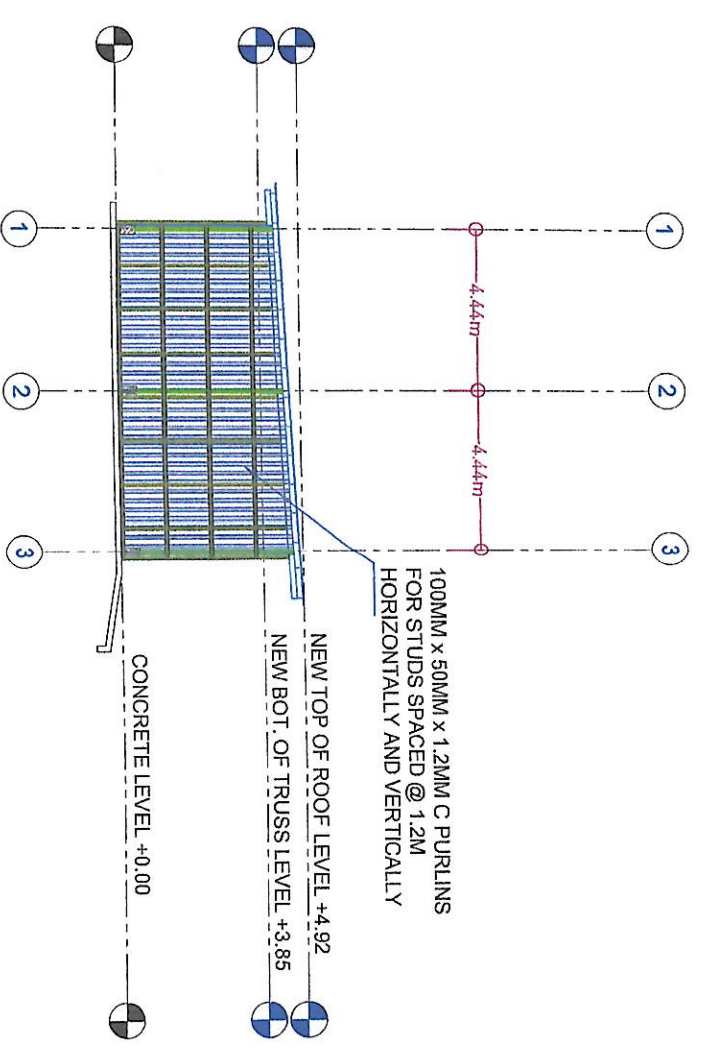 1
2
3
4.44m
4.44m
1
2
3
100MM x 50MM x 1.2MM C PURLINS
FOR STUDS SPACED @ 1.2M
HORIZONTALLY AND VERTICALLY
NEW TOP OF ROOF LEVEL +4.92
NEW BOT. OF TRUSS LEVEL +3.85
CONCRETE LEVEL +0.00